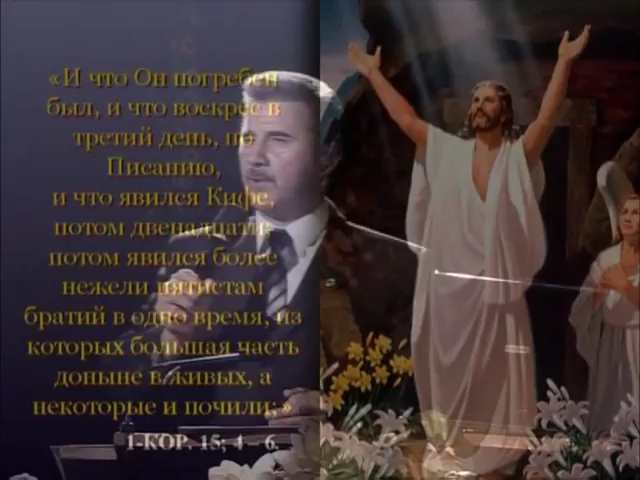 «И что Он погребен
был, и что воскрес в
третий день, по
Писанию,
и что явился Кифе,
потом двенадцати;
потом явился более
нежели пятистам
братий в одно время, из
которых большая часть
доныне в живых, а
некоторые и почили;»
1-КОР. 15; 4 – 6.